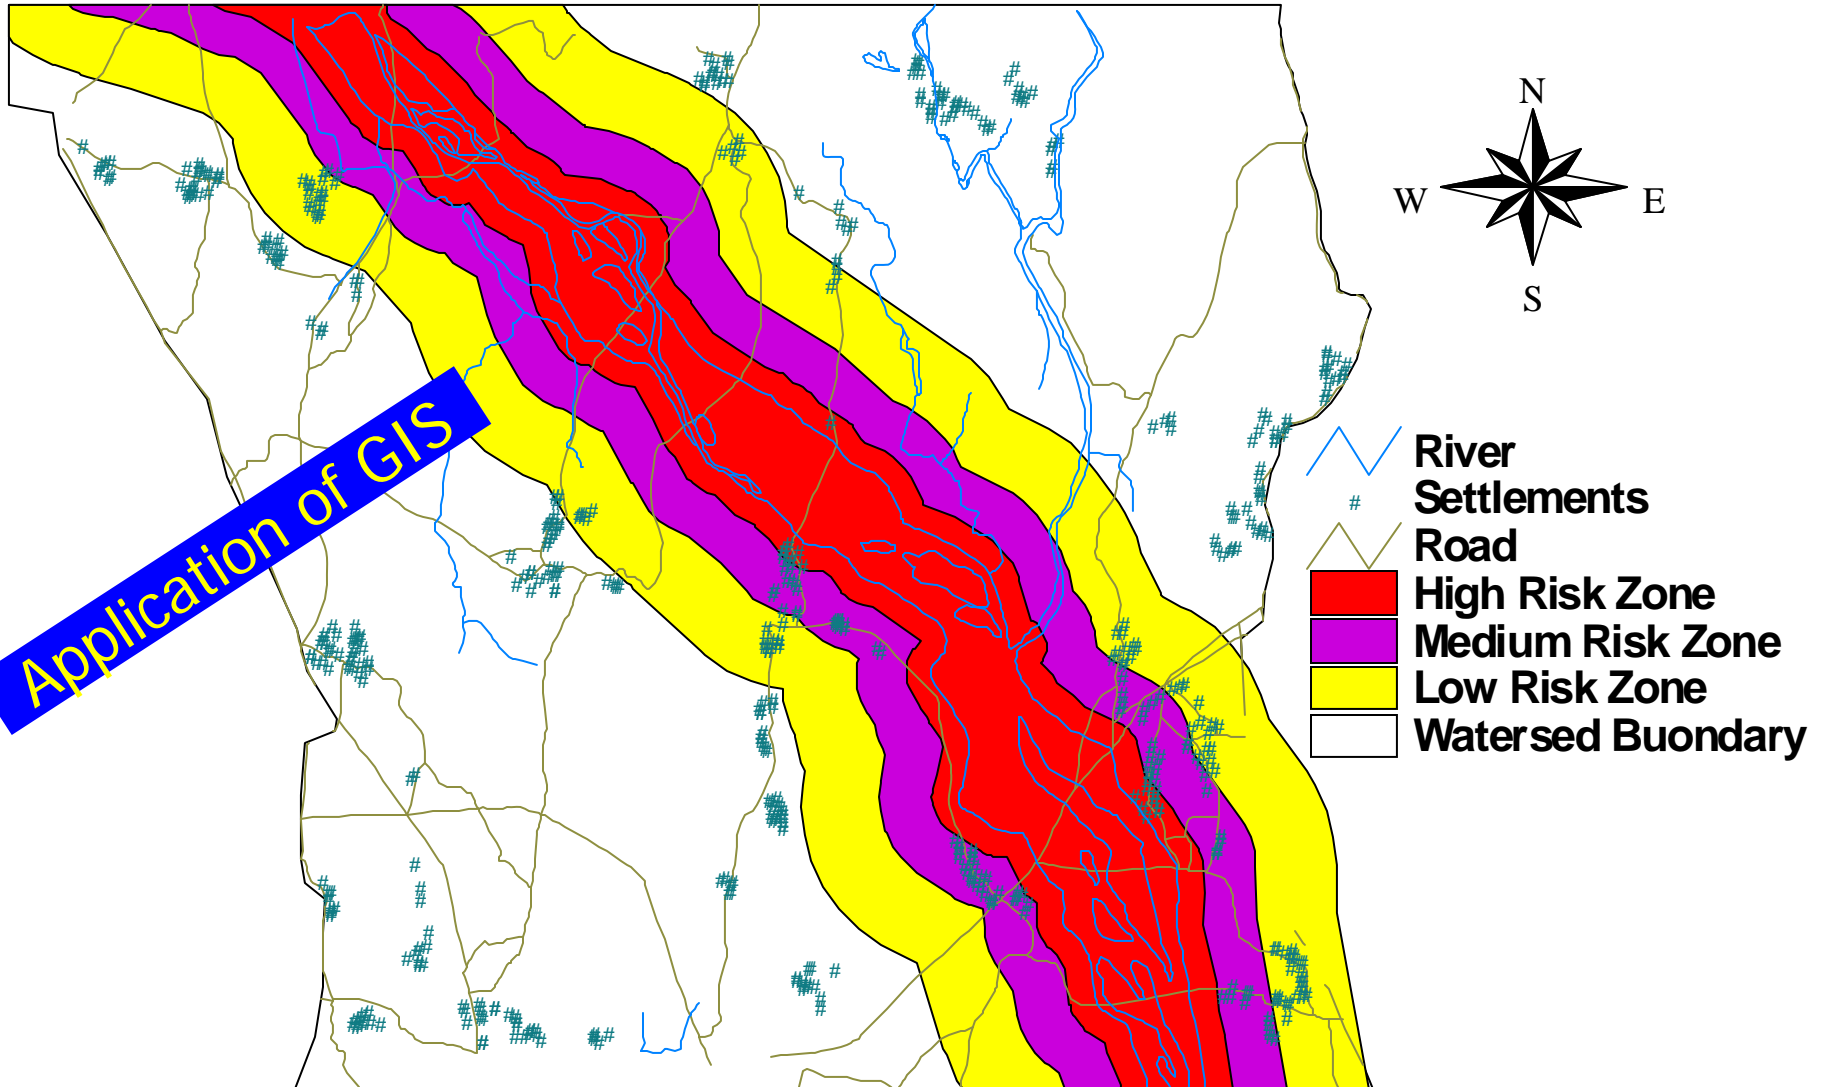 N
W
E
S
Application of GIS
River
Settlements
Road
High Risk Zone
Medium Risk Zone
Low Risk Zone
Watersed Buondary